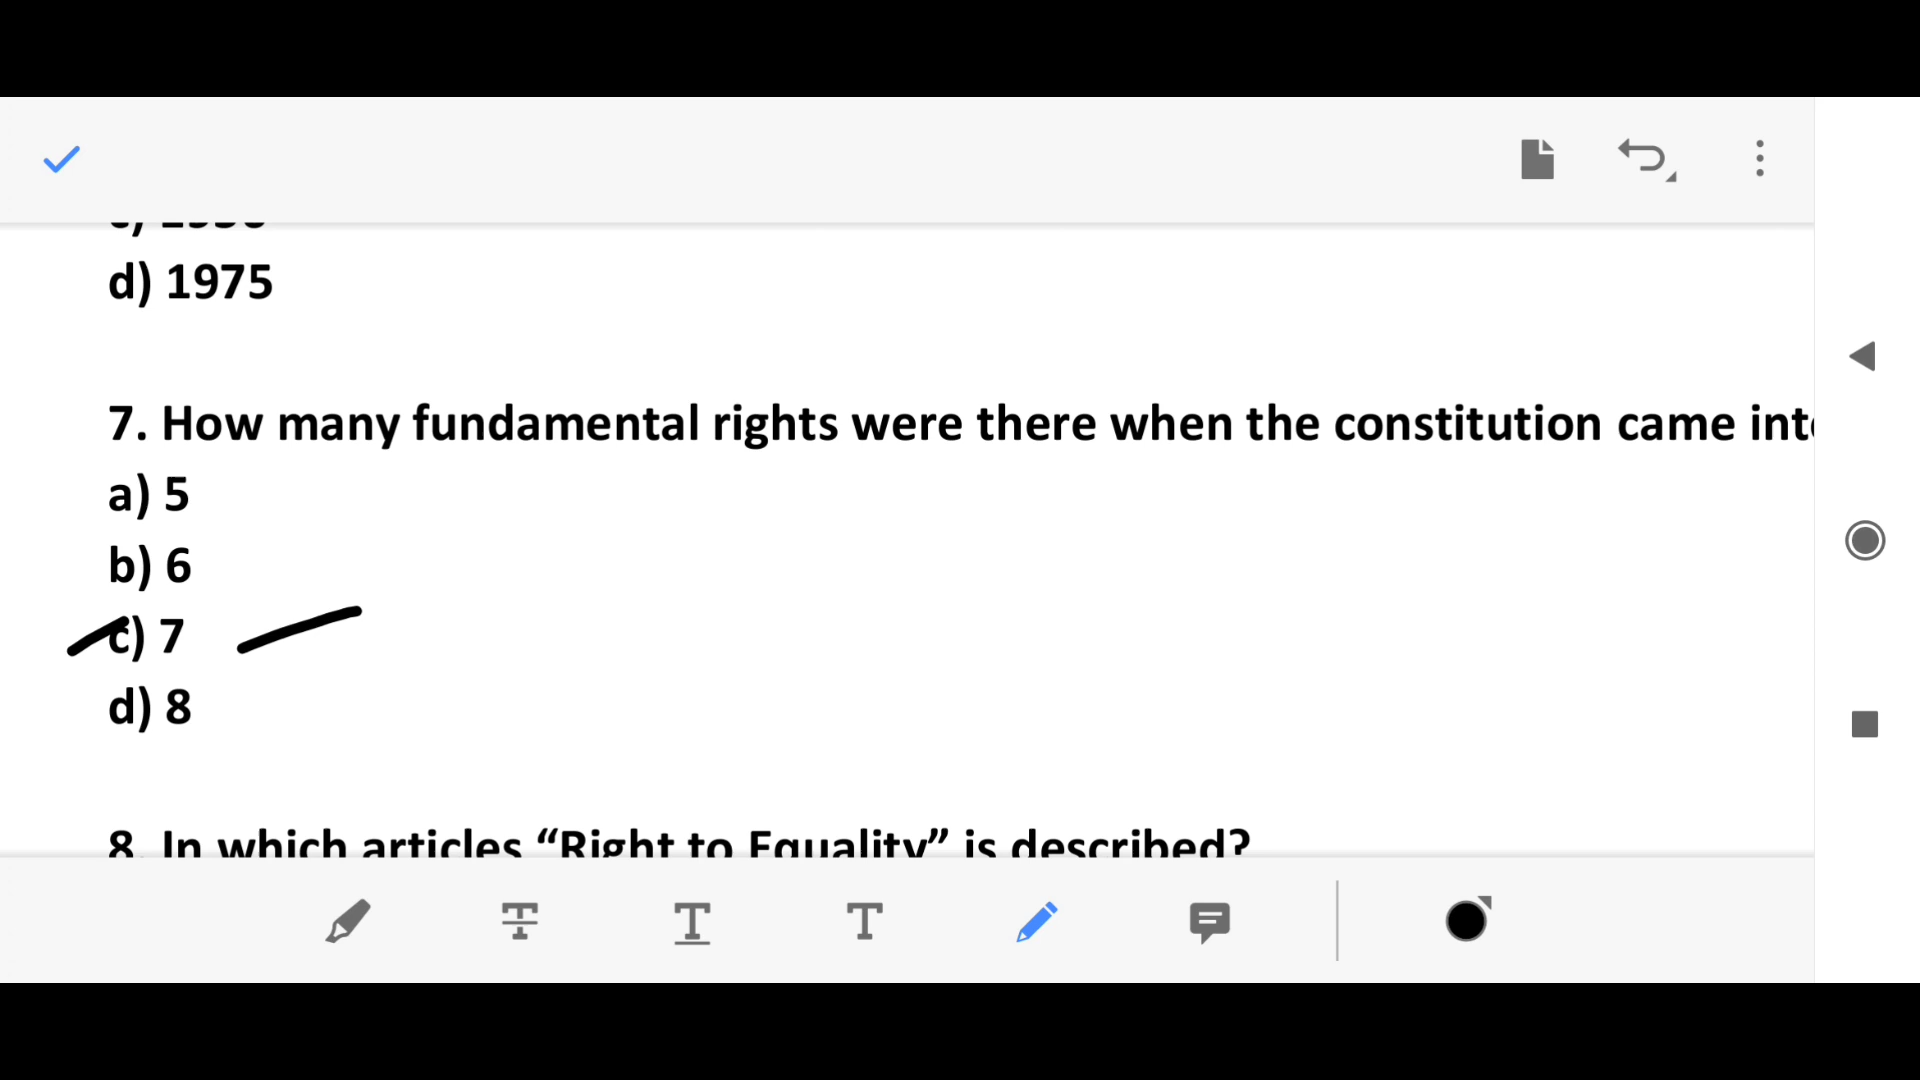 d) 1975
7. How many fundamental rights were there when the constitution came
a) 5
b) 6
c) 7
d) 8
8. In which articles “Right to Equality” is described?